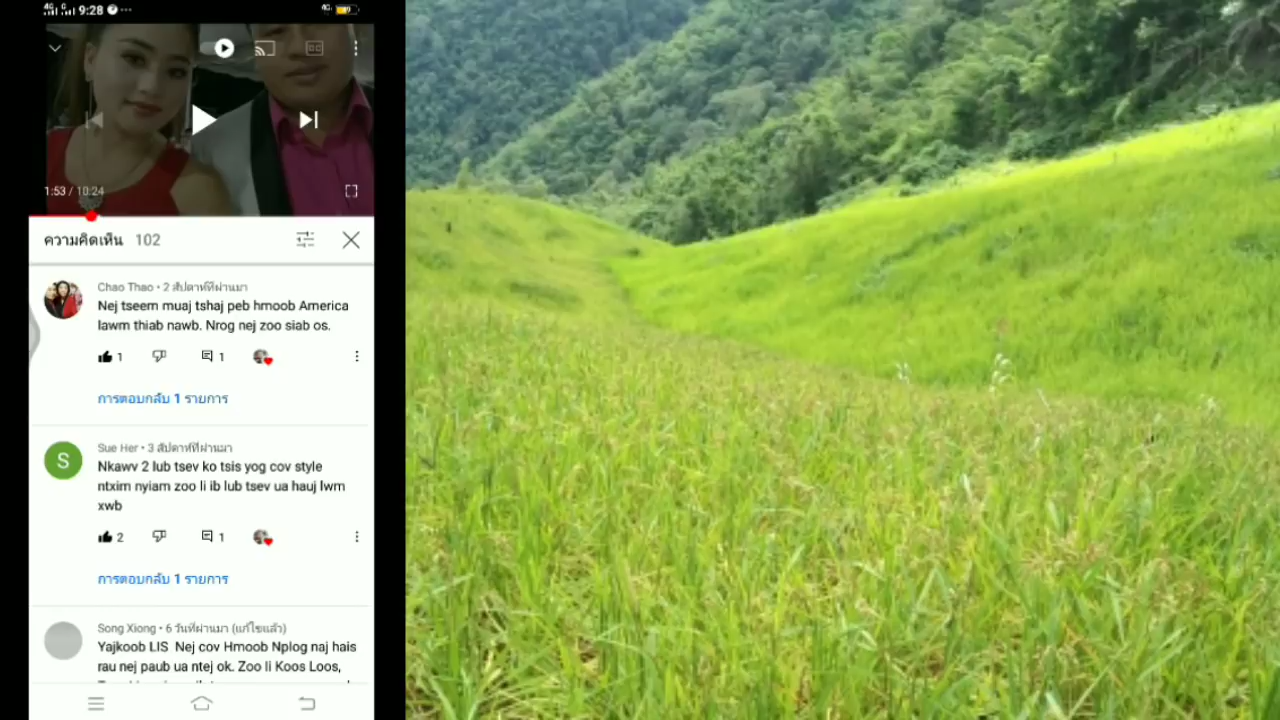 4G G 9:28 4G
1:53 / 10:24
ความคิดเห็น 102
Chao Thao • 2 สัปดาห์ที่ผ่านมา
Nej tseem muaj tshaj peb hmoob America
lawm thiab nawb. Nrog nej zoo siab os.
1 1
การตอบกลับ 1 รายการ
S
Sue Her • 3 สัปดาห์ที่ผ่านมา
Nkawv 2 lub tsev ko tsis yog cov style
ntxim nyiam zoo li ib lub tsev ua hauj lwm
xwb
2 1
การตอบกลับ 1 รายการ
Song Xiong • 6 วันที่ผ่านมา (แก้ไขแล้ว)
Yajkoob LIS Nej cov Hmoob Nplog naj hais
rau nej paub ua ntej ok. Zoo li Koos Loos,